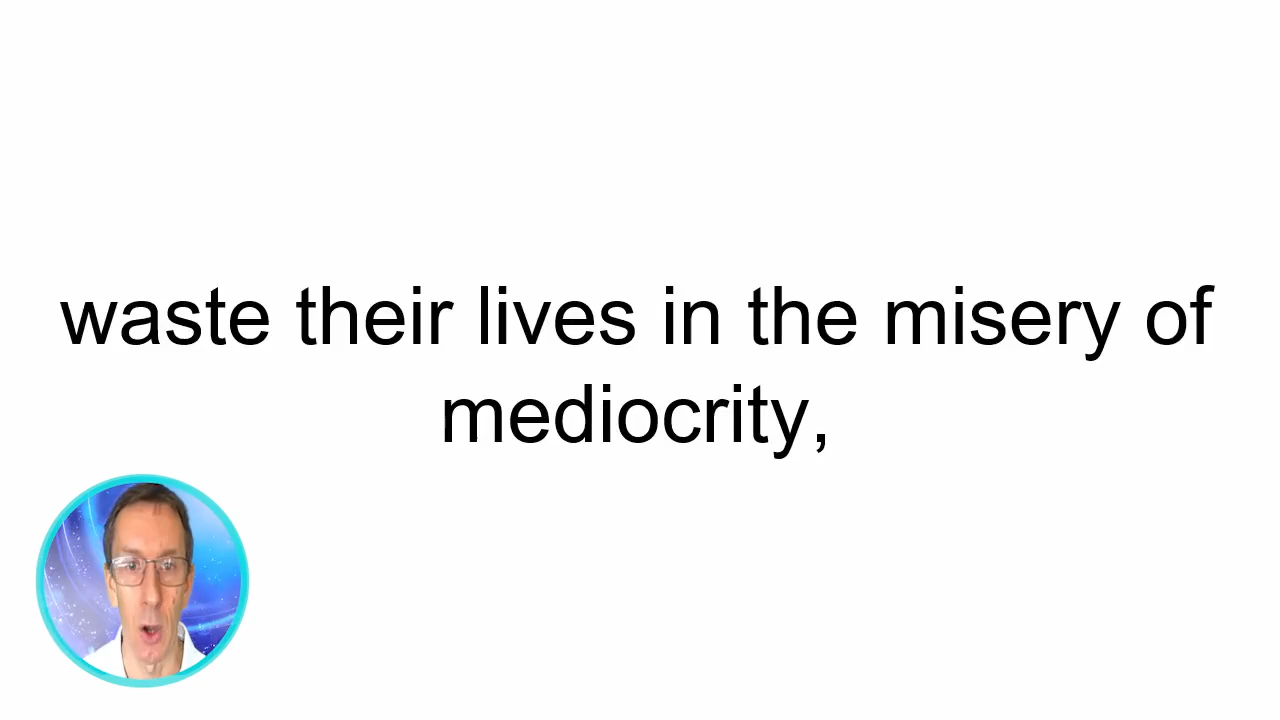 waste their lives in the misery of
mediocrity,